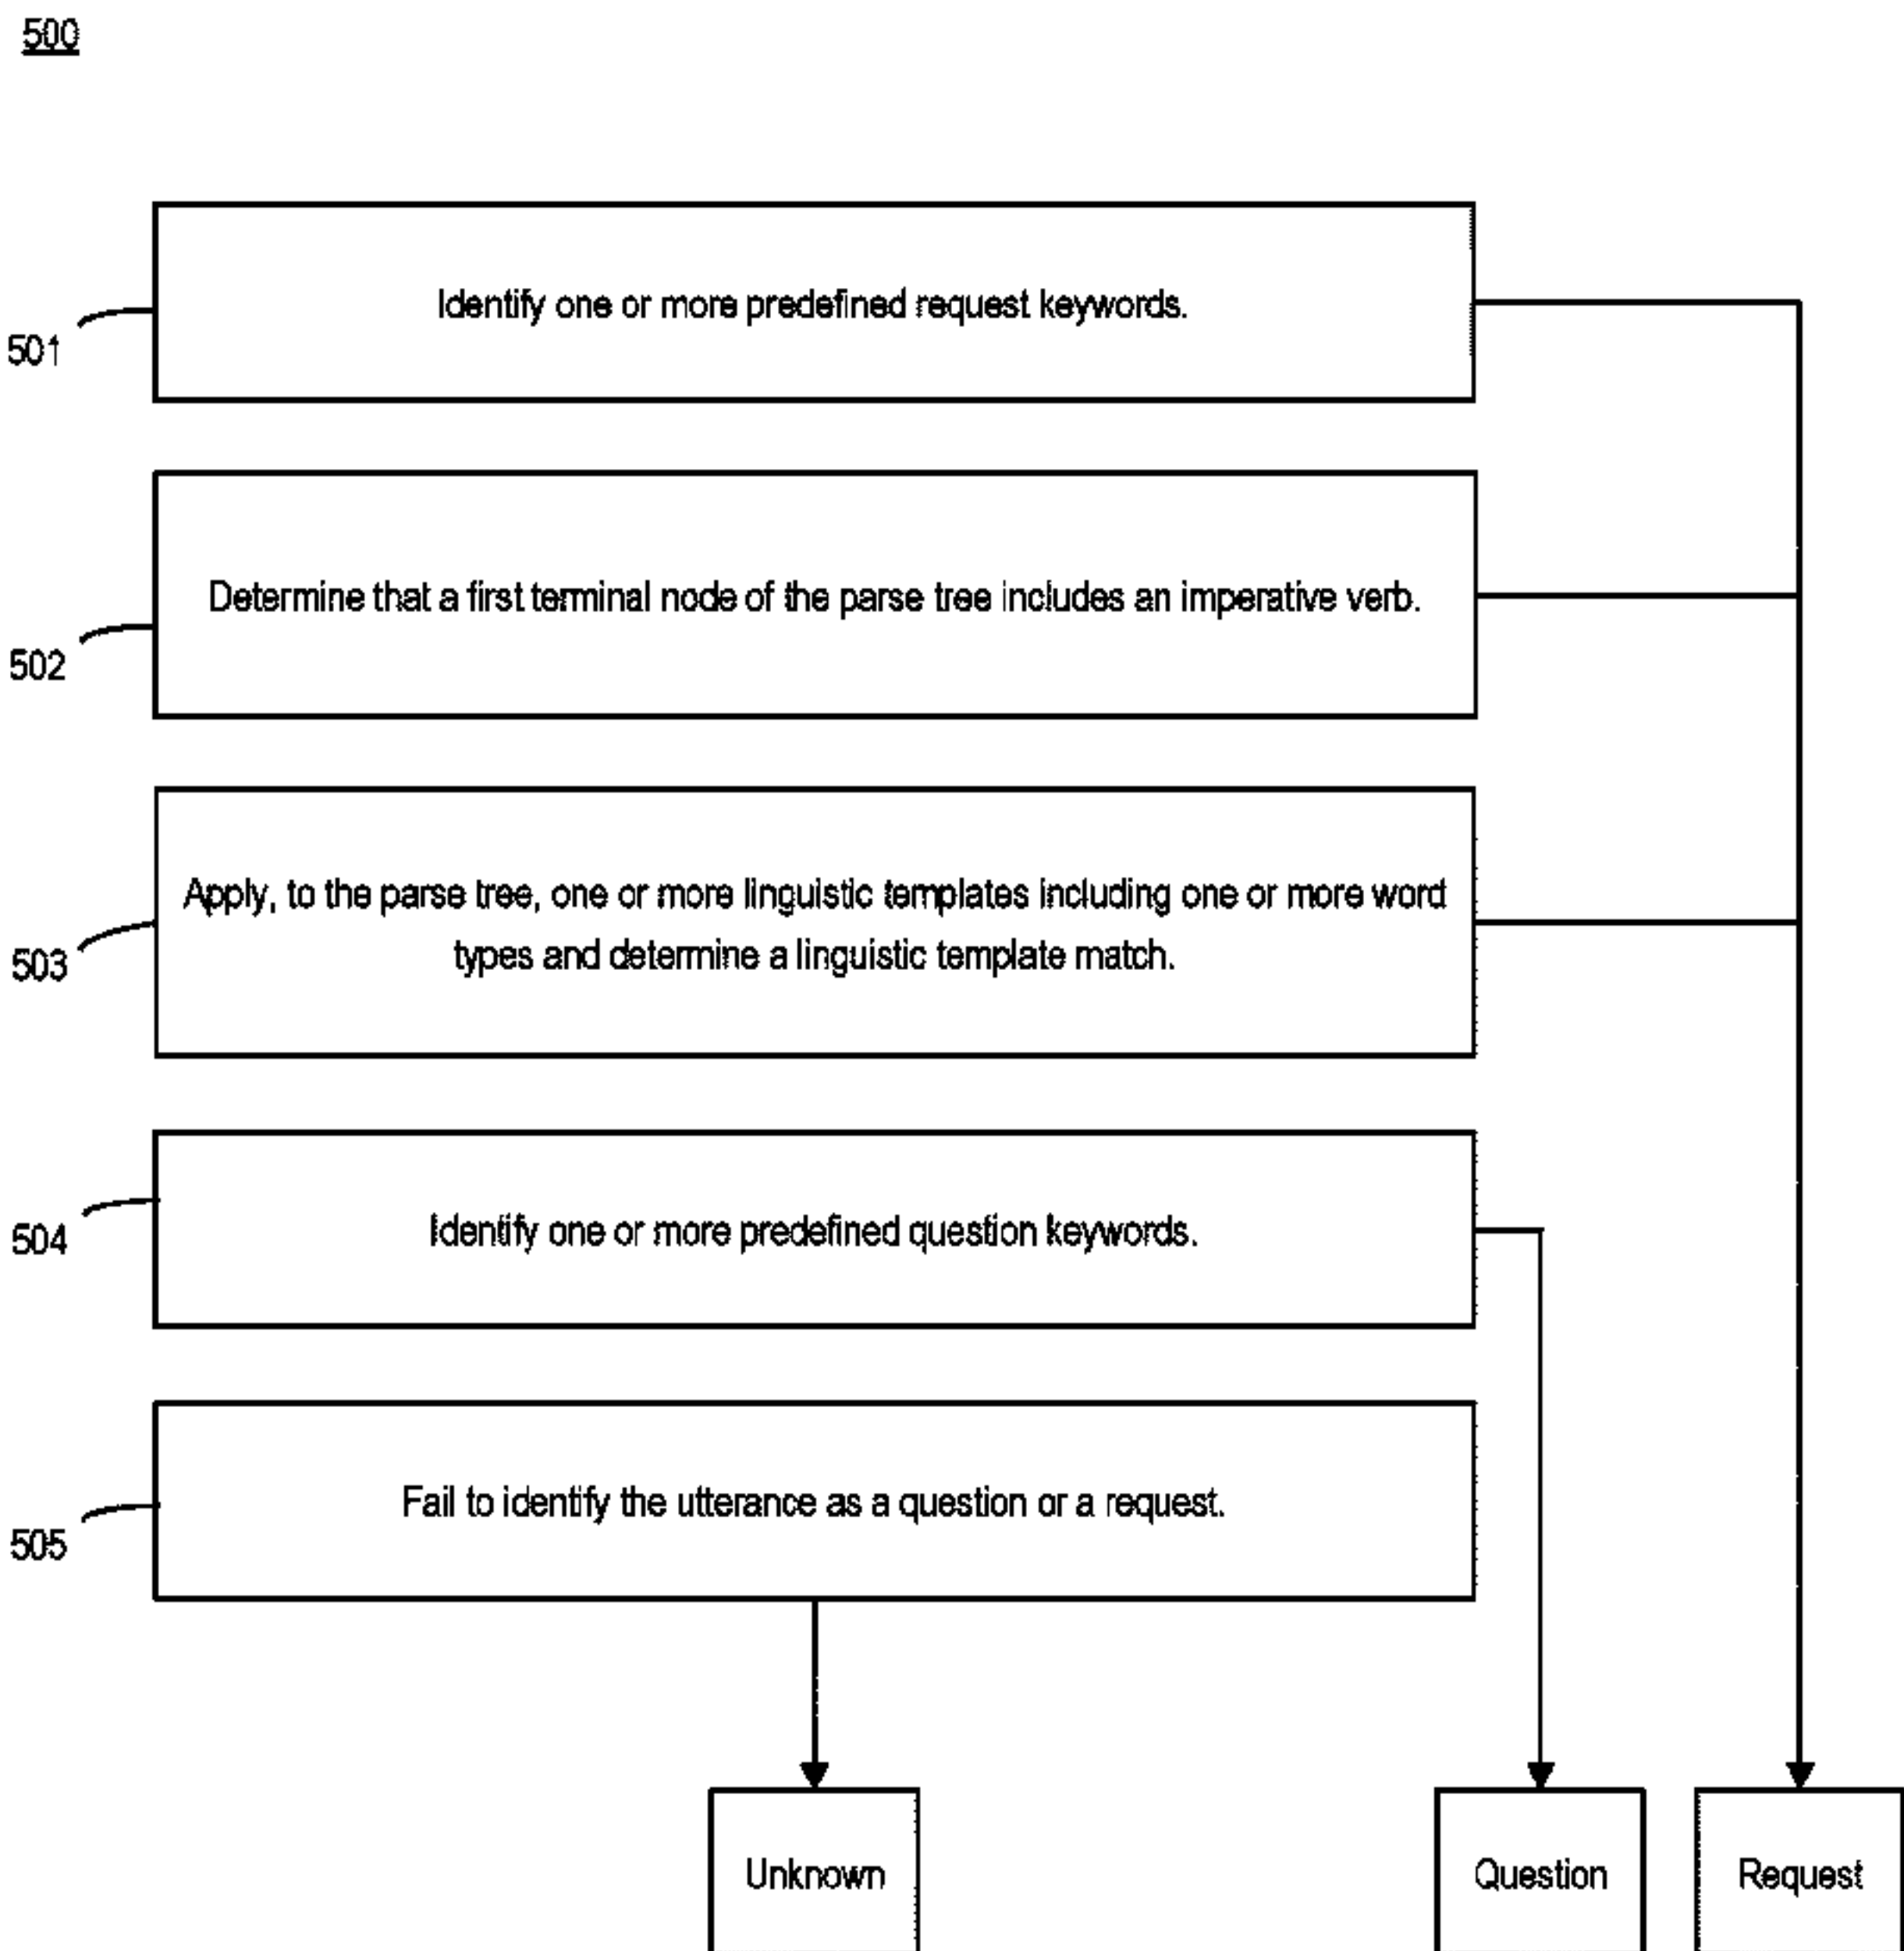 500
Identify one or more predefined request keywords.
501
Determine that a first terminal node of the parse tree includes an imperative verb.
502
Apply, to the parse tree, one or more linguistic templates including one or more word
types and determine a linguistic template match.
503
Identify one or more predefined question keywords.
504
Fail to identify the utterance as a question or a request.
505
Unknown
Question
Request